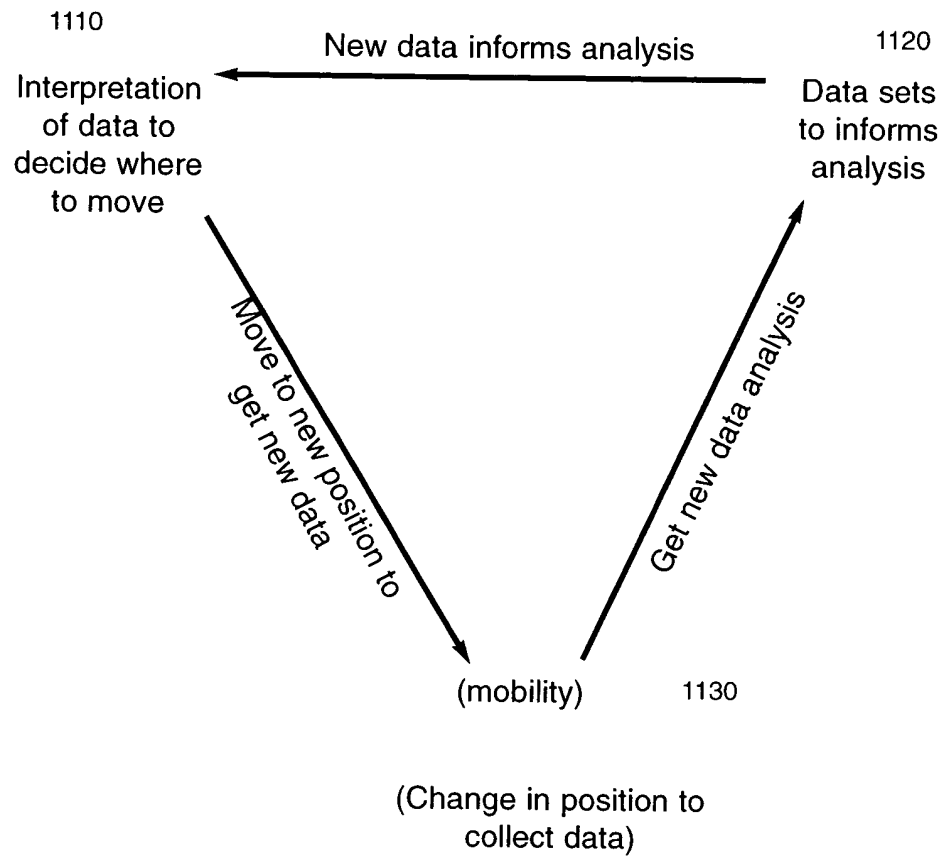 1110
New data informs analysis
1120
Interpretation
of data to
decide where
to move
Data sets
to informs
analysis
Move to new position to
get new data
Get new data analysis
(mobility)
1130
(Change in position to
collect data)